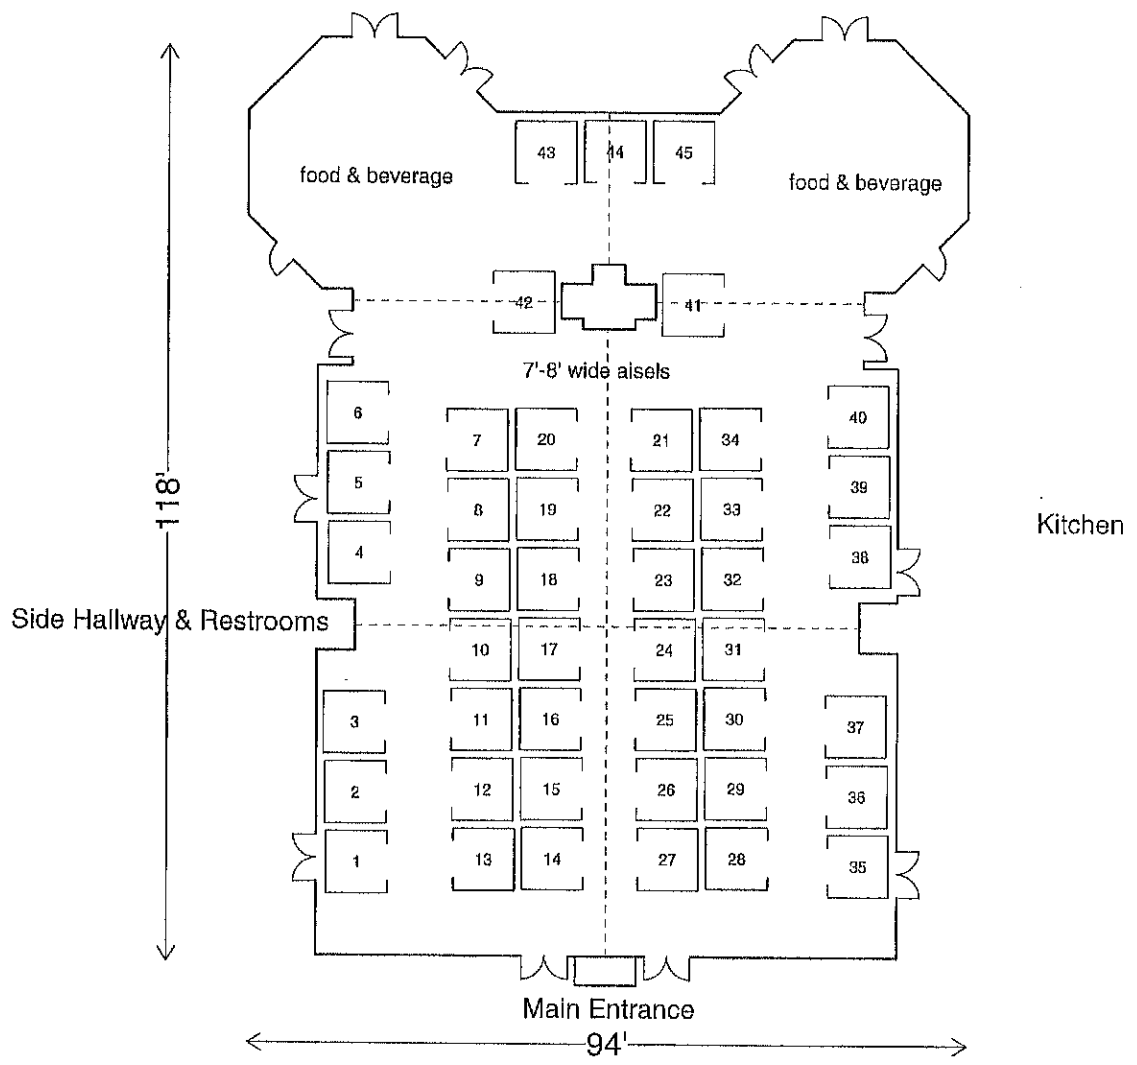 43 44 45
food & beverage
food & beverage
42 41
7'-8' wide aisels
6 7 20 21 34 40
5 8 19 22 33 39
118'
Kitchen
4 9 18 23 32 38
Side Hallway & Restrooms
10 17 24 31
3 11 16 25 30 37
2 12 15 26 29 36
1 13 14 27 28 35
Main Entrance
94'